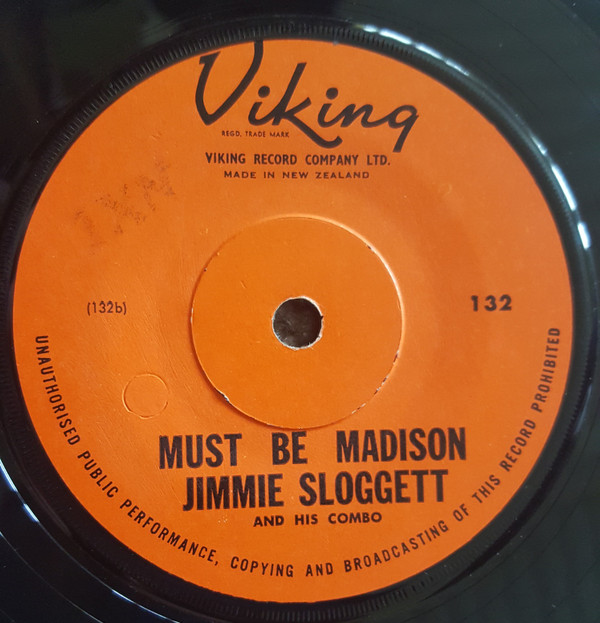 Viking
REGD. TRADE MARK
VIKING RECORD COMPANY LTD.
MADE IN NEW ZEALAND
1XN
(132b)
132
MUST BE MADISON
JIMMIE SLOGGETT
AND HIS COMBO
UNAUTHORISED PUBLIC PERFORMANCE, COPYING AND BROADCASTING OF THIS RECORD PROHIBITED